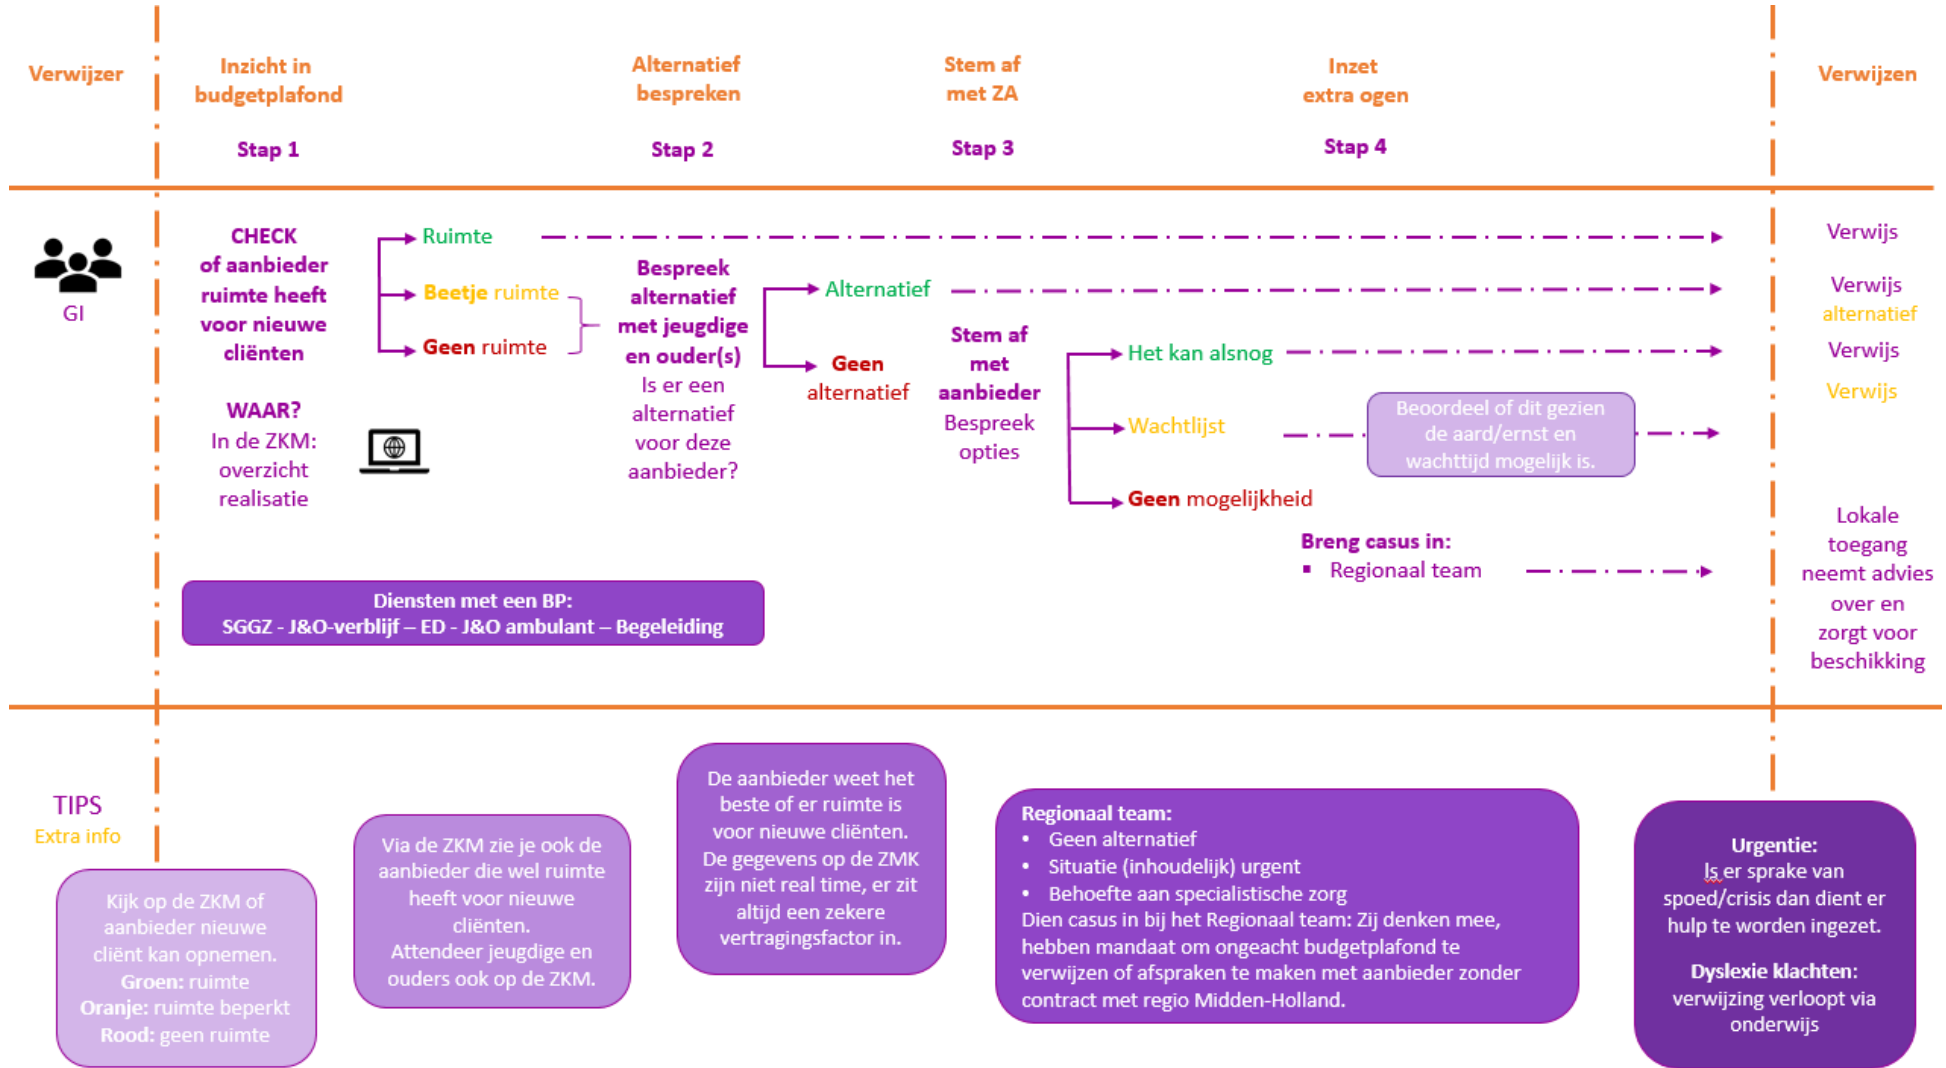 Verwijzer
Inzicht in
budgetplafond
Stap 1
Alternatief
bespreken
Stap 2
Stem af
met ZA
Stap 3
Inzet
extra ogen
Stap 4
Verwijzen
GI
CHECK
of aanbieder
ruimte heeft
voor nieuwe
cliënten
WAAR?
In de ZKM:
overzicht
realisatie
Ruimte
Beetje ruimte
Geen ruimte
Bespreek
alternatief
met jeugdige
en ouder(s)
Is er een
alternatief
voor deze
aanbieder?
Alternatief
Geen
alternatief
Stem af
met
aanbieder
Bespreek
opties
Het kan alsnog
Wachtlijst
Geen mogelijkheid
Beoordeel of dit gezien
de aard/ernst en
wachttijd mogelijk is.
Breng casus in:
▪ Regionaal team
Verwijs
Verwijs
alternatief
Verwijs
Verwijs
Lokale
toegang
neemt advies
over en
zorgt voor
beschikking
Diensten met een BP:
SGGZ - J&O-verblijf – ED - J&O ambulant – Begeleiding
TIPS
Extra info
Kijk op de ZKM of
aanbieder nieuwe
cliënt kan opnemen.
Groen: ruimte
Oranje: ruimte beperkt
Rood: geen ruimte
Via de ZKM zie je ook de
aanbieder die wel ruimte
heeft voor nieuwe
cliënten.
Attendeer jeugdige en
ouders ook op de ZKM.
De aanbieder weet het
beste of er ruimte is
voor nieuwe cliënten.
De gegevens op de ZMK
zijn niet real time, er zit
altijd een zekere
vertragingsfactor in.
Regionaal team:
• Geen alternatief
• Situatie (inhoudelijk) urgent
• Behoefte aan specialistische zorg
Dien casus in bij het Regionaal team: Zij denken mee,
hebben mandaat om ongeacht budgetplafond te
verwijzen of afspraken te maken met aanbieder zonder
contract met regio Midden-Holland.
Urgentie:
Is er sprake van
spoed/crisis dan dient er
hulp te worden ingezet.
Dyslexie klachten:
verwijzing verloopt via
onderwijs